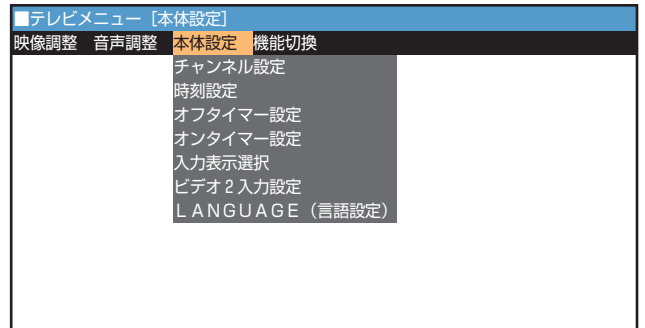 ■テレビメニュー［本体設定］
映像調整　音声調整　本体設定　機能切換
チャンネル設定
時刻設定
オフタイマー設定
オンタイマー設定
入力表示選択
ビデオ２入力設定
ＬＡＮＧＵＡＧＥ（言語設定）